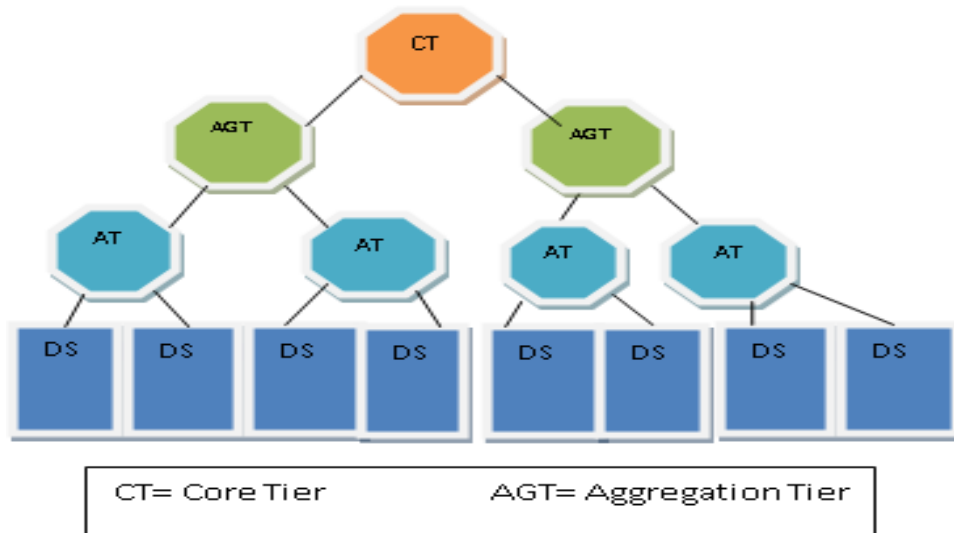 CT
AGT AGT
AT AT AT AT
DS DS DS DS DS DS DS DS
CT= Core Tier AGT= Aggregation Tier